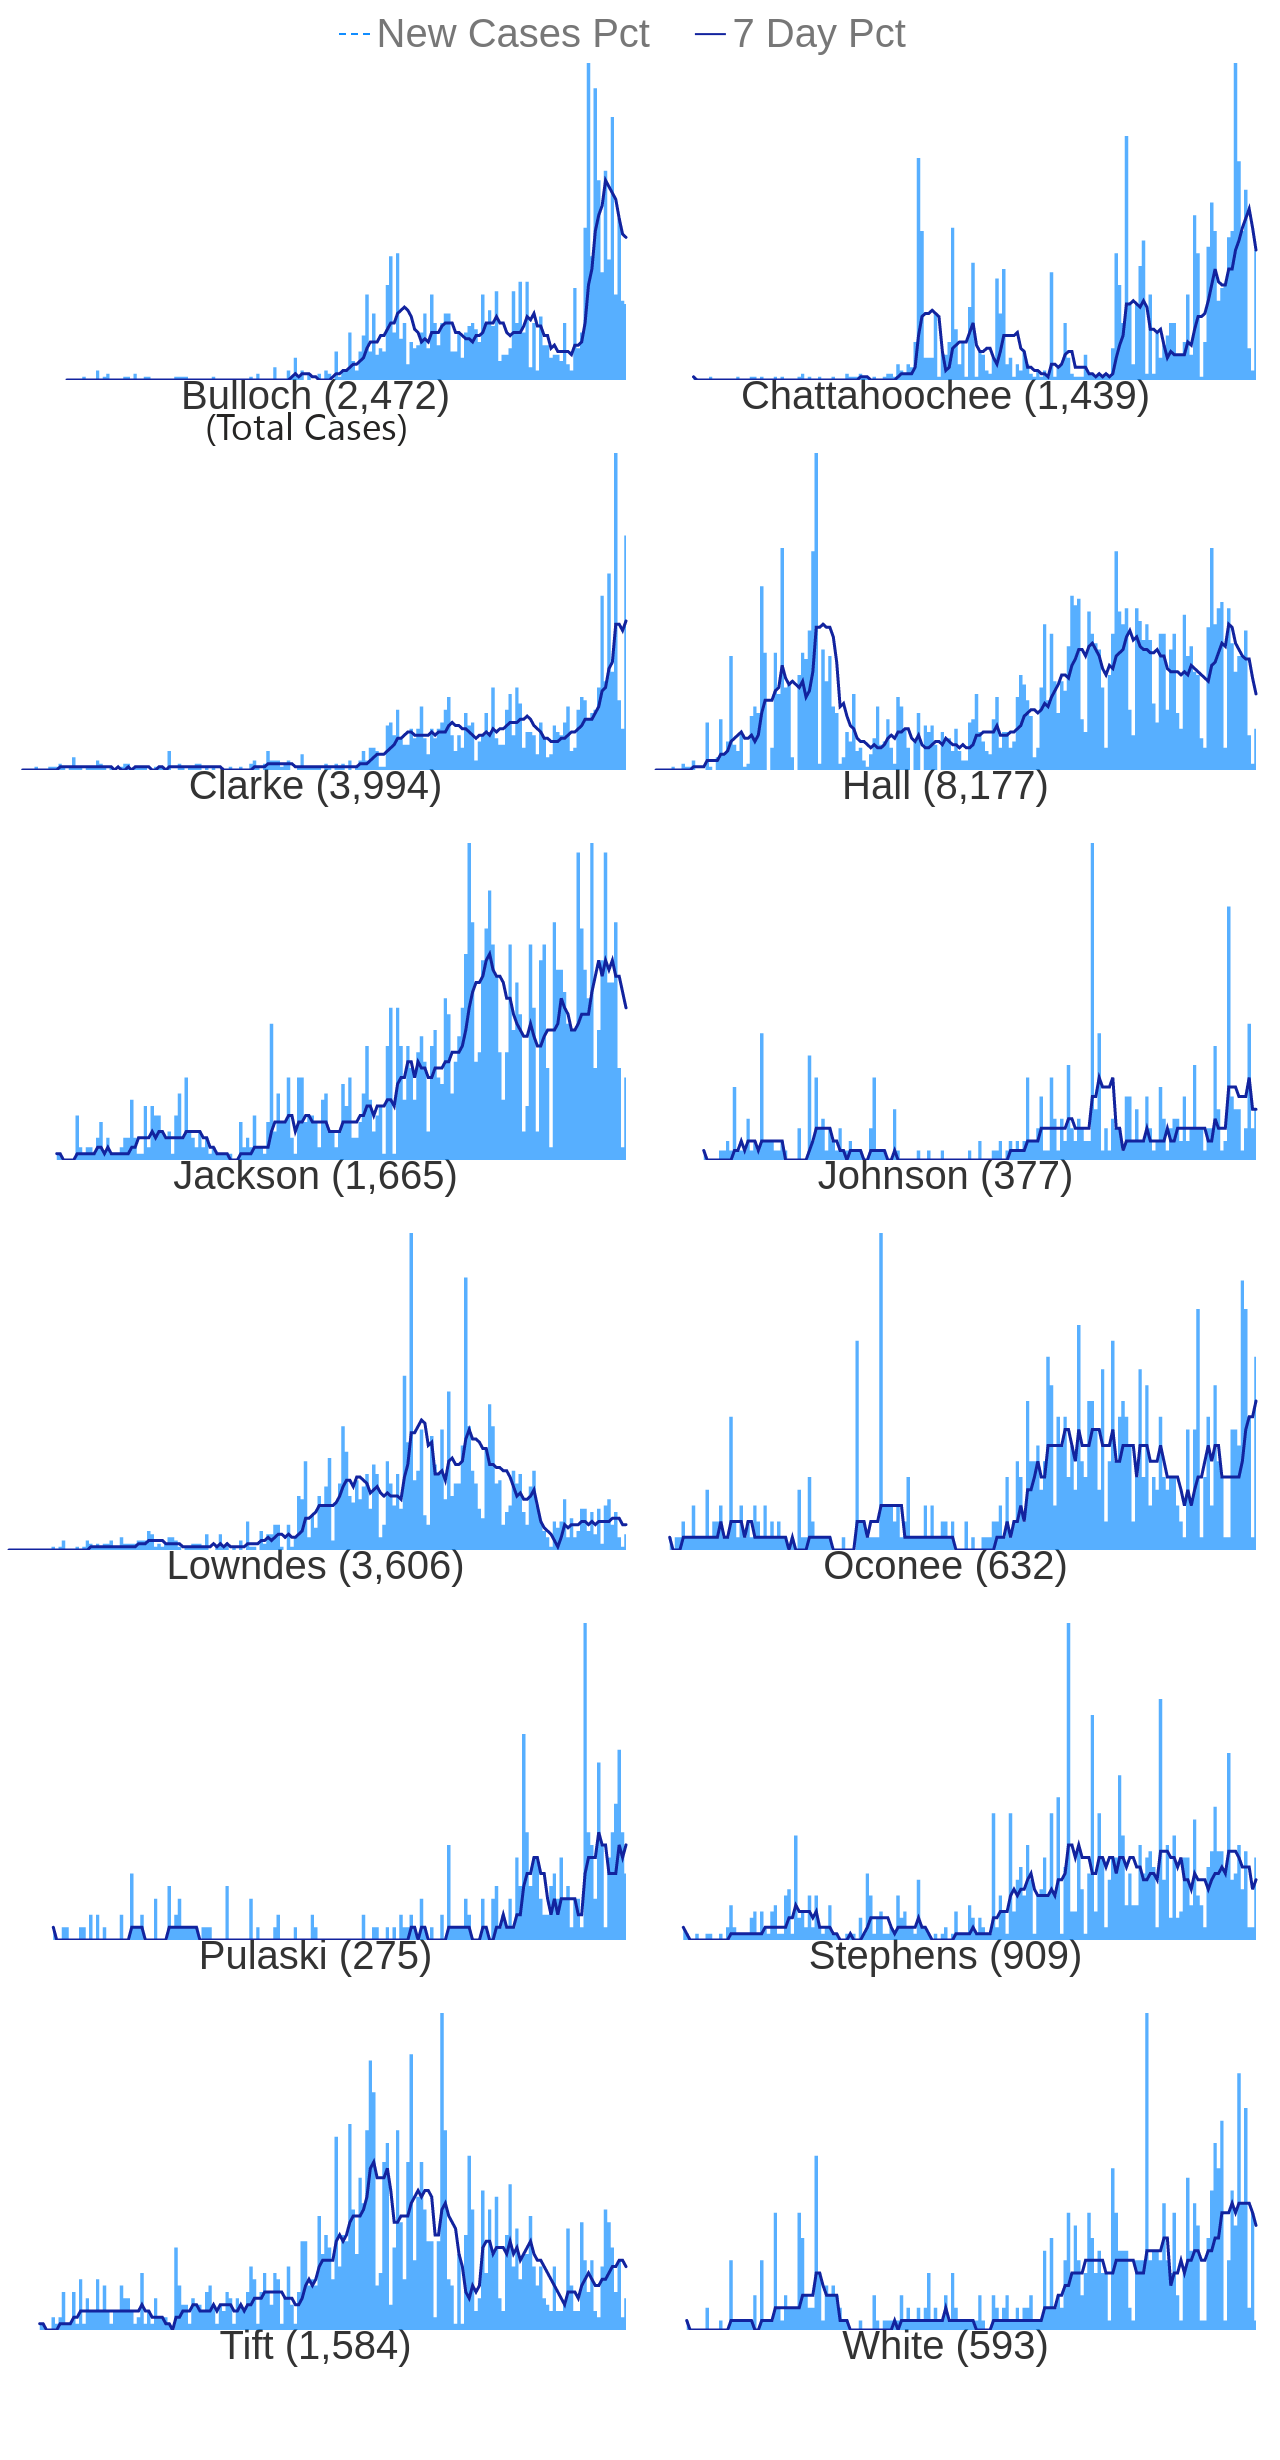 New Cases Pct 7 Day Pct
Bulloch (2,472) Chattahoochee (1,439)
(Total Cases)
Clarke (3,994) Hall (8,177)
Jackson (1,665) Johnson (377)
Lowndes (3,606) Oconee (632)
Pulaski (275) Stephens (909)
Tift (1,584) White (593)